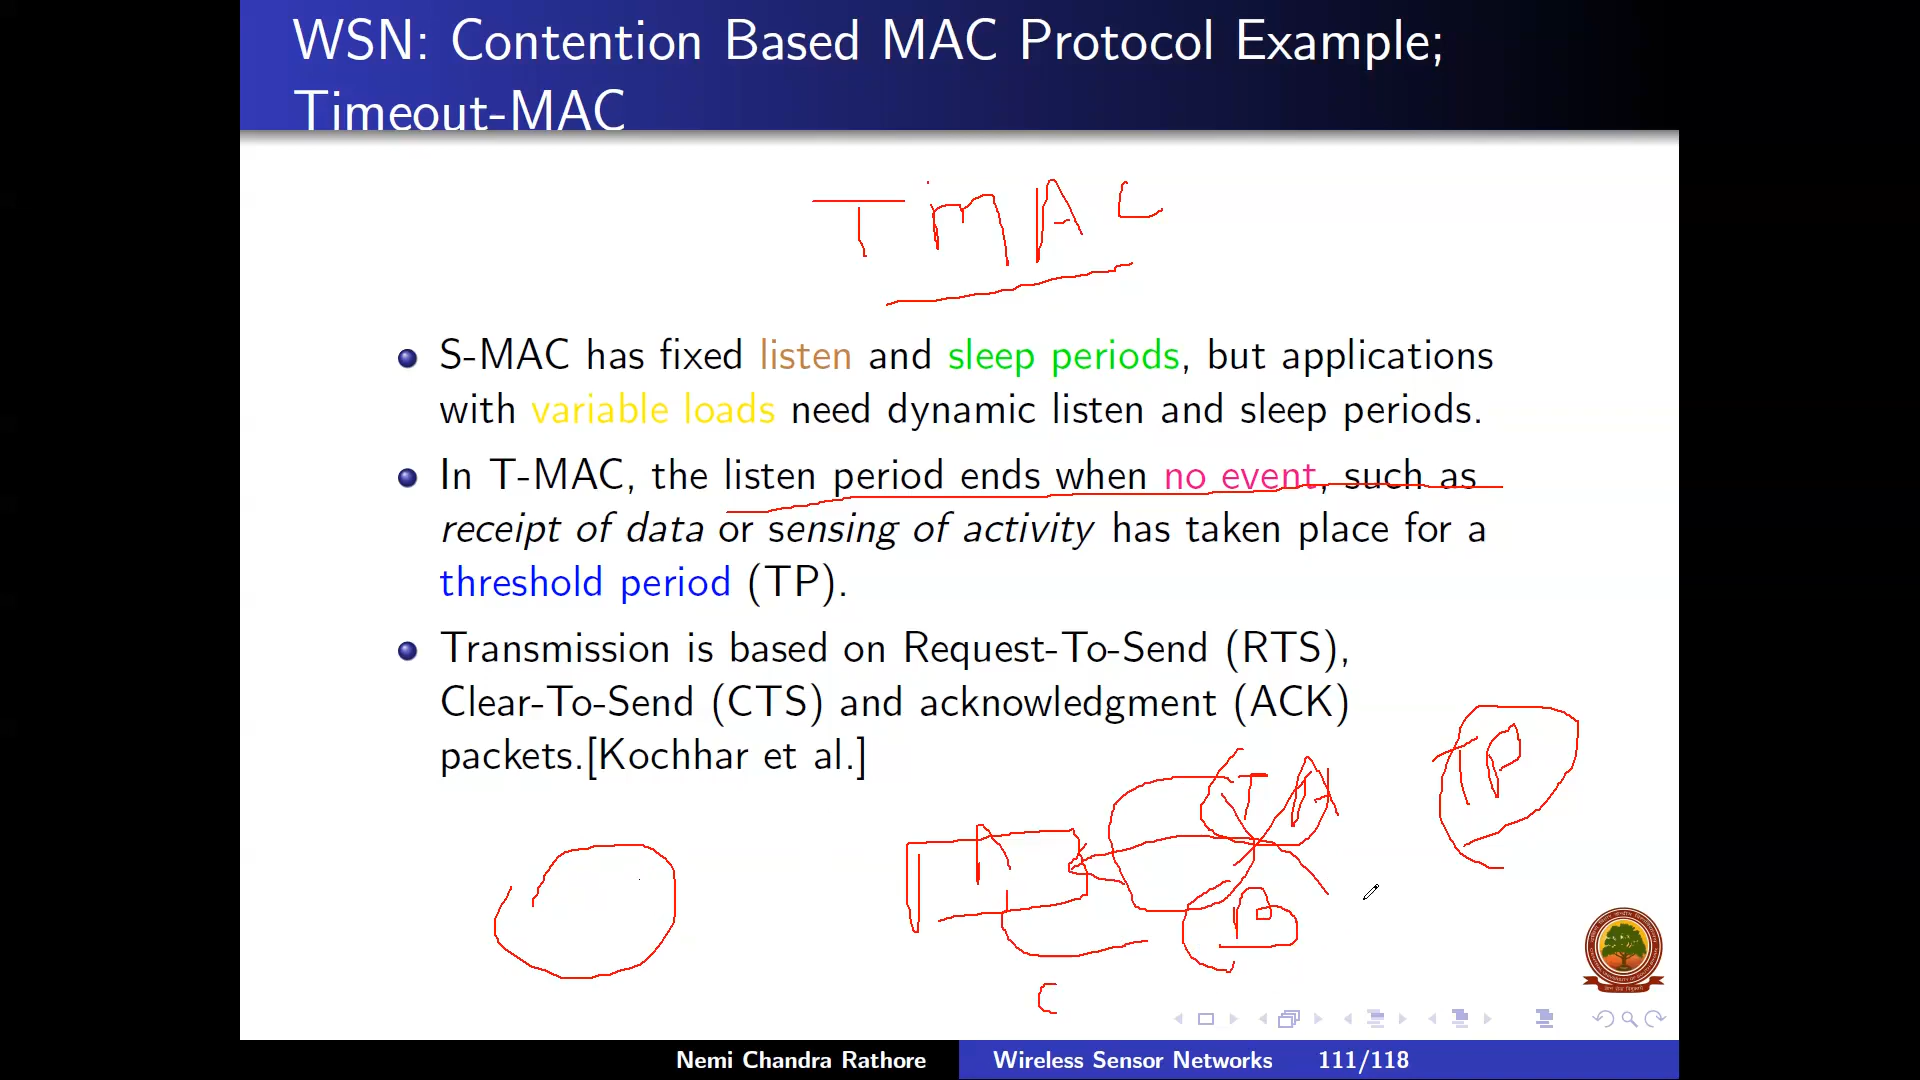 WSN: Contention Based MAC Protocol Example;
Timeout-MAC
TMAC
S-MAC has fixed listen and sleep periods, but applications
with variable loads need dynamic listen and sleep periods.
In T-MAC, the listen period ends when no event, such as
receipt of data or sensing of activity has taken place for a
threshold period (TP).
Transmission is based on Request-To-Send (RTS),
Clear-To-Send (CTS) and acknowledgment (ACK)
packets.[Kochhar et al.]
TP
TA
C
Nemi Chandra Rathore Wireless Sensor Networks 111/118